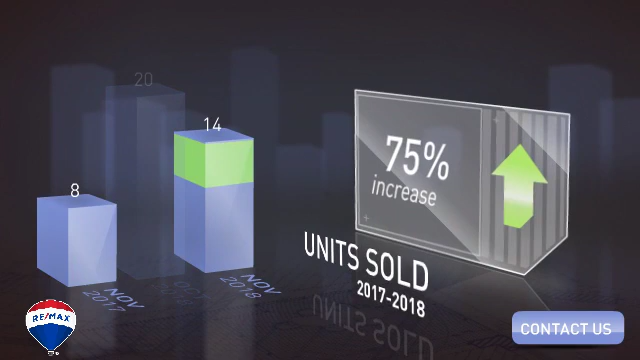 20
14
8
NOV
2017
NOV
2018
75%
increase
UNITS SOLD
2017-2018
RE/MAX
CONTACT US